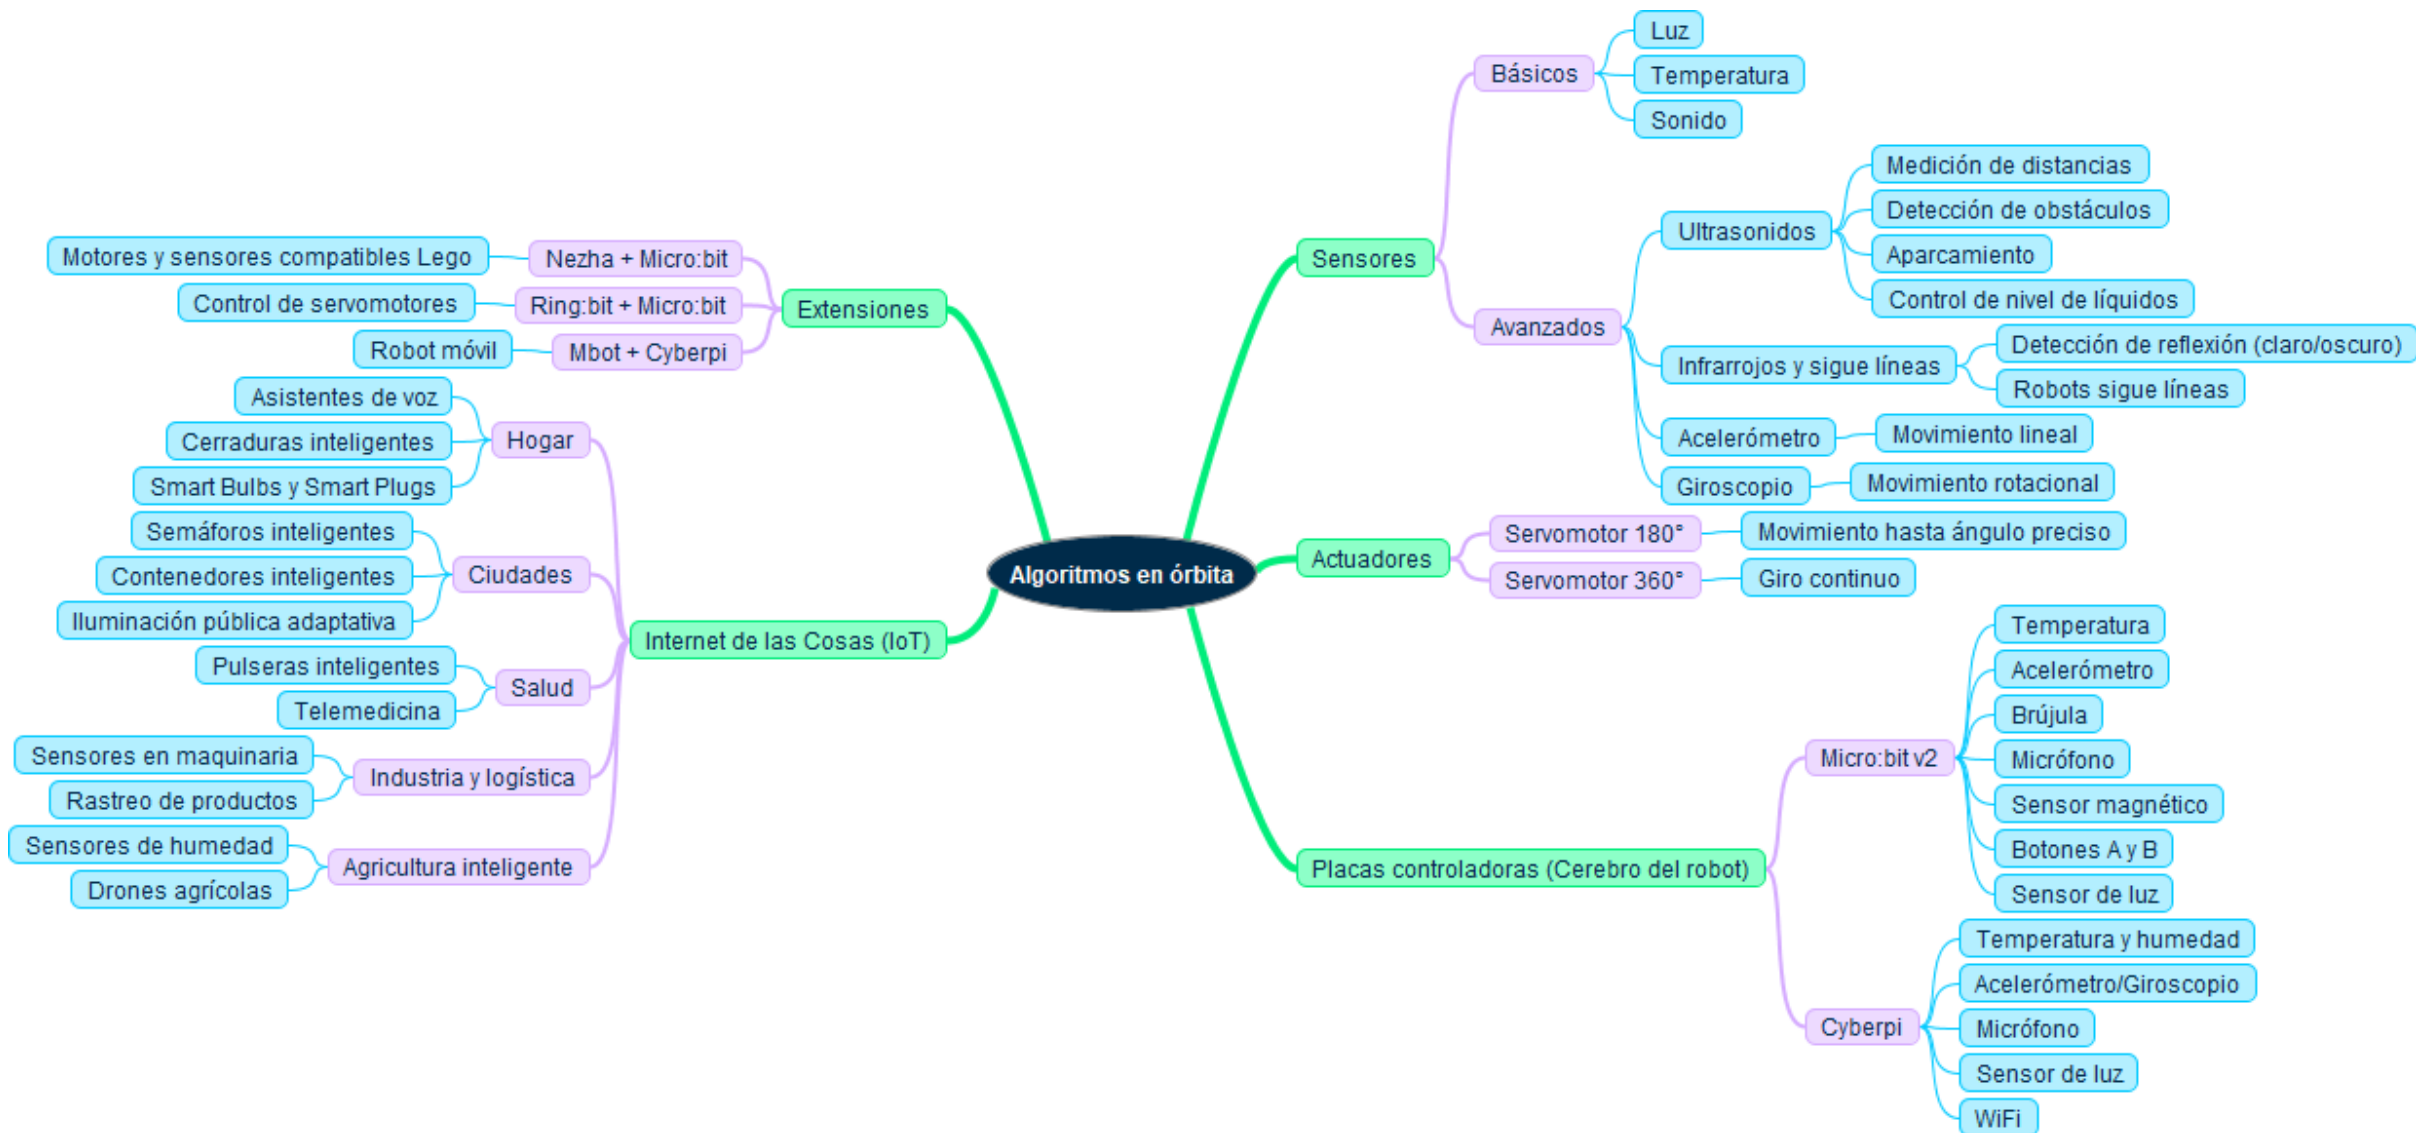 Algoritmos en órbita
Sensores
Básicos
Luz
Temperatura
Sonido
Avanzados
Ultrasonidos
Medición de distancias
Detección de obstáculos
Aparcamiento
Control de nivel de líquidos
Infrarrojos y sigue líneas
Detección de reflexión (claro/oscuro)
Robots sigue líneas
Acelerómetro
Movimiento lineal
Giroscopio
Movimiento rotacional
Actuadores
Servomotor 180°
Movimiento hasta ángulo preciso
Servomotor 360°
Giro continuo
Placas controladoras (Cerebro del robot)
Micro:bit v2
Temperatura
Acelerómetro
Brújula
Micrófono
Sensor magnético
Botones A y B
Sensor de luz
Cyberpi
Temperatura y humedad
Acelerómetro/Giroscopio
Micrófono
Sensor de luz
WiFi
Extensiones
Nezha + Micro:bit
Motores y sensores compatibles Lego
Ring:bit + Micro:bit
Control de servomotores
Mbot + Cyberpi
Robot móvil
Internet de las Cosas (IoT)
Hogar
Asistentes de voz
Cerraduras inteligentes
Smart Bulbs y Smart Plugs
Ciudades
Semáforos inteligentes
Contenedores inteligentes
Iluminación pública adaptativa
Salud
Pulseras inteligentes
Telemedicina
Industria y logística
Sensores en maquinaria
Rastreo de productos
Agricultura inteligente
Sensores de humedad
Drones agrícolas